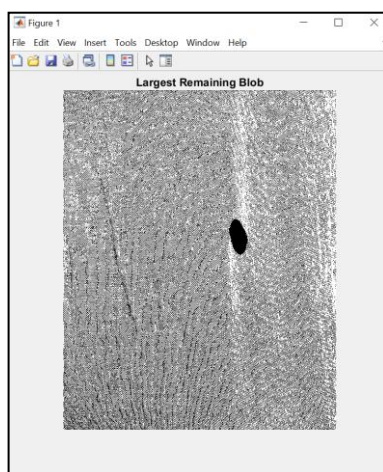 Figure 1
File Edit View Insert Tools Desktop Window Help
Largest Remaining Blob